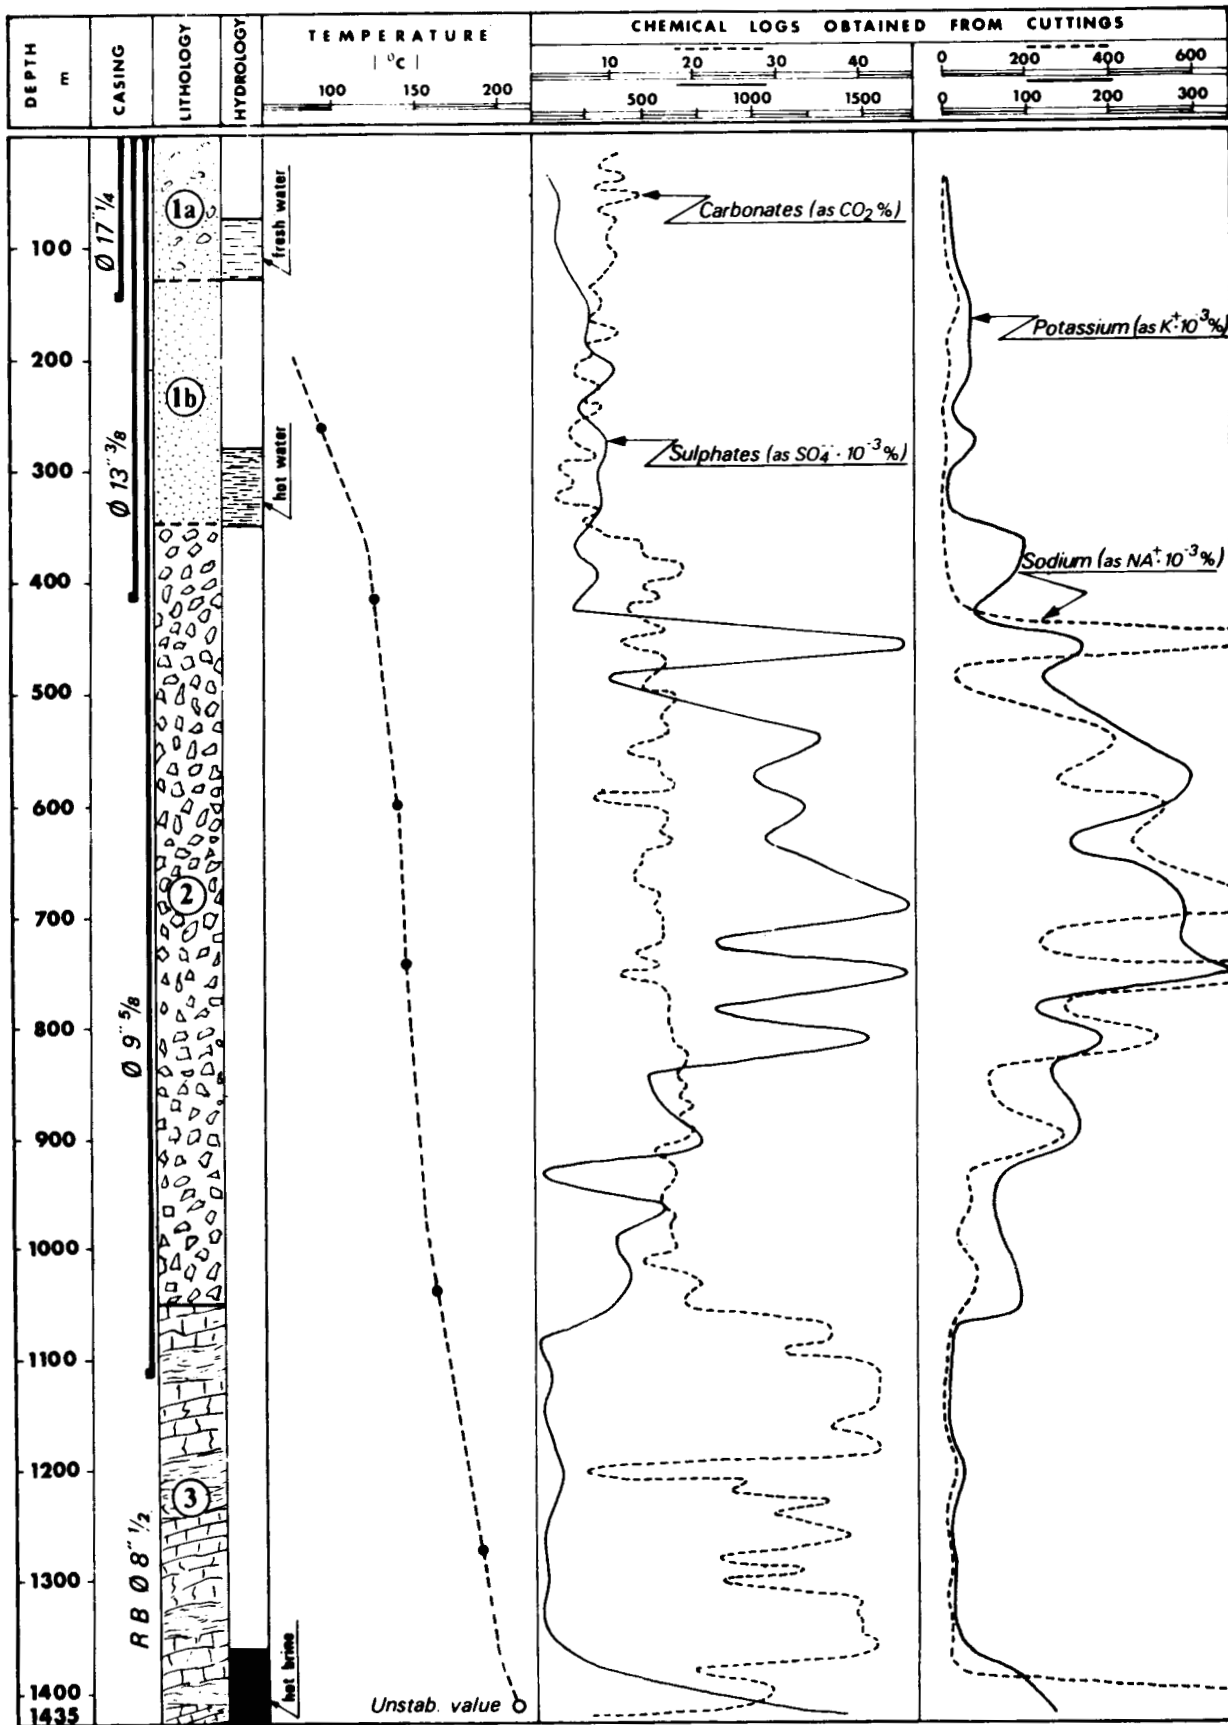 DEPTH m
CASING
LITHOLOGY
HYDROLOGY
TEMPERATURE
| °C |
100 150 200
CHEMICAL LOGS OBTAINED FROM CUTTINGS
10 20 30 40
500 1000 1500
0 200 400 600
0 100 200 300
100
200
300
400
500
600
700
800
900
1000
1100
1200
1300
1400
1435
Ø 17" 1/4
Ø 13" 3/8
Ø 9" 5/8
RB Ø 8" 1/2
1a
1b
2
3
fresh water
hot water
hot brine
Unstab. value
Carbonates (as CO₂ %)
Sulphates (as SO₄⁻⁻ · 10⁻³ %)
Potassium (as K⁺·10⁻³ %)
Sodium (as NA⁺·10⁻³ %)